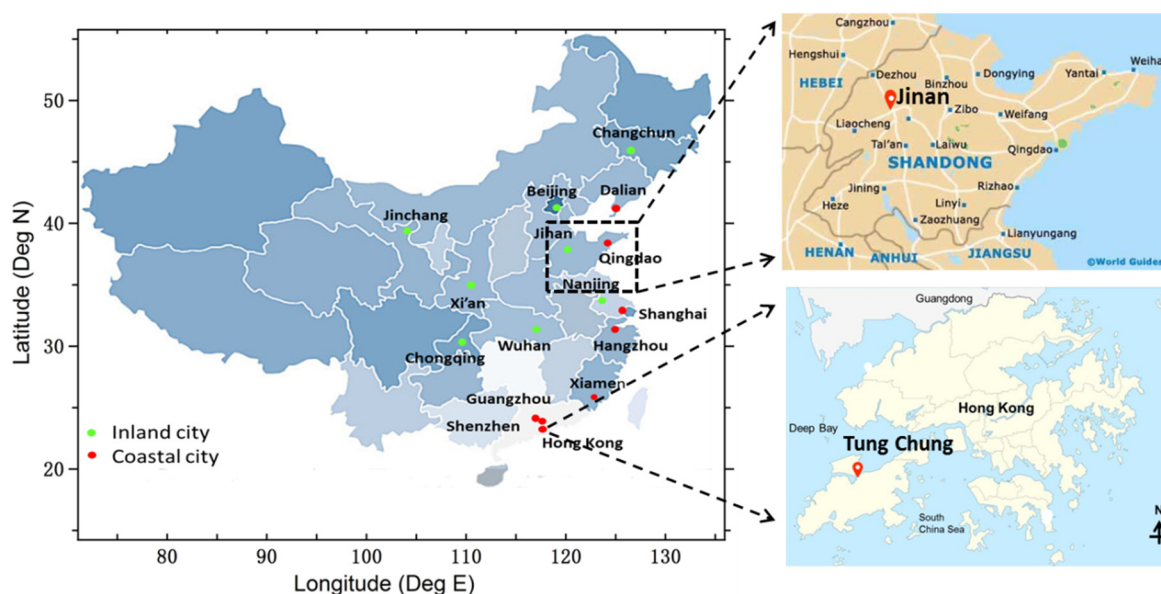 50
40
30
20
80
90
100
110
120
130
Latitude (Deg N)
Longitude (Deg E)
Changchun
Beijing
Dalian
Jinchang
Jihan
Qingdao
Nanjing
Xi'an
Shanghai
Wuhan
Hangzhou
Chongqing
Xiamen
Guangzhou
Shenzhen
Hong Kong
Inland city
Coastal city
Cangzhou
Hengshui
Dezhou
Binzhou
Dongying
Yantai
Weiha
HEBEI
Jinan
Zibo
Weifang
Liaocheng
Tai'an
Laiwu
Qingdao
SHANDONG
Jining
Rizhao
Heze
Linyi
Zaozhuang
Lianyungang
HENAN
ANHUI
JIANGSU
©World Guides
Guangdong
Hong Kong
Deep Bay
Tung Chung
South
China Sea
N